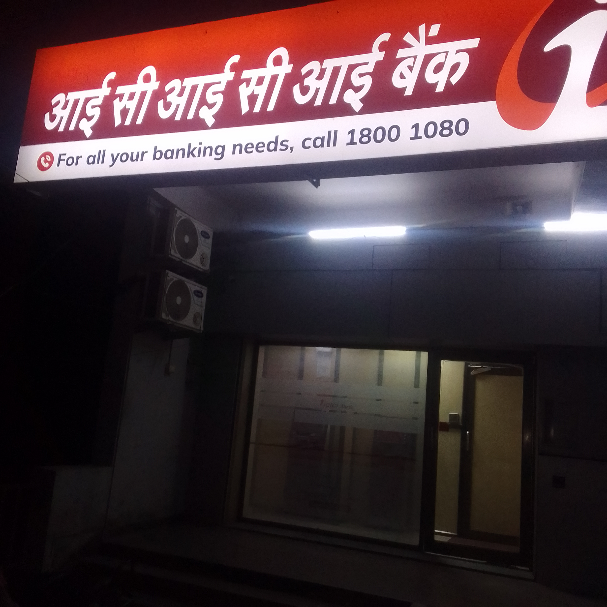 आई सी आई सी आई बैंक
For all your banking needs, call 1800 1080